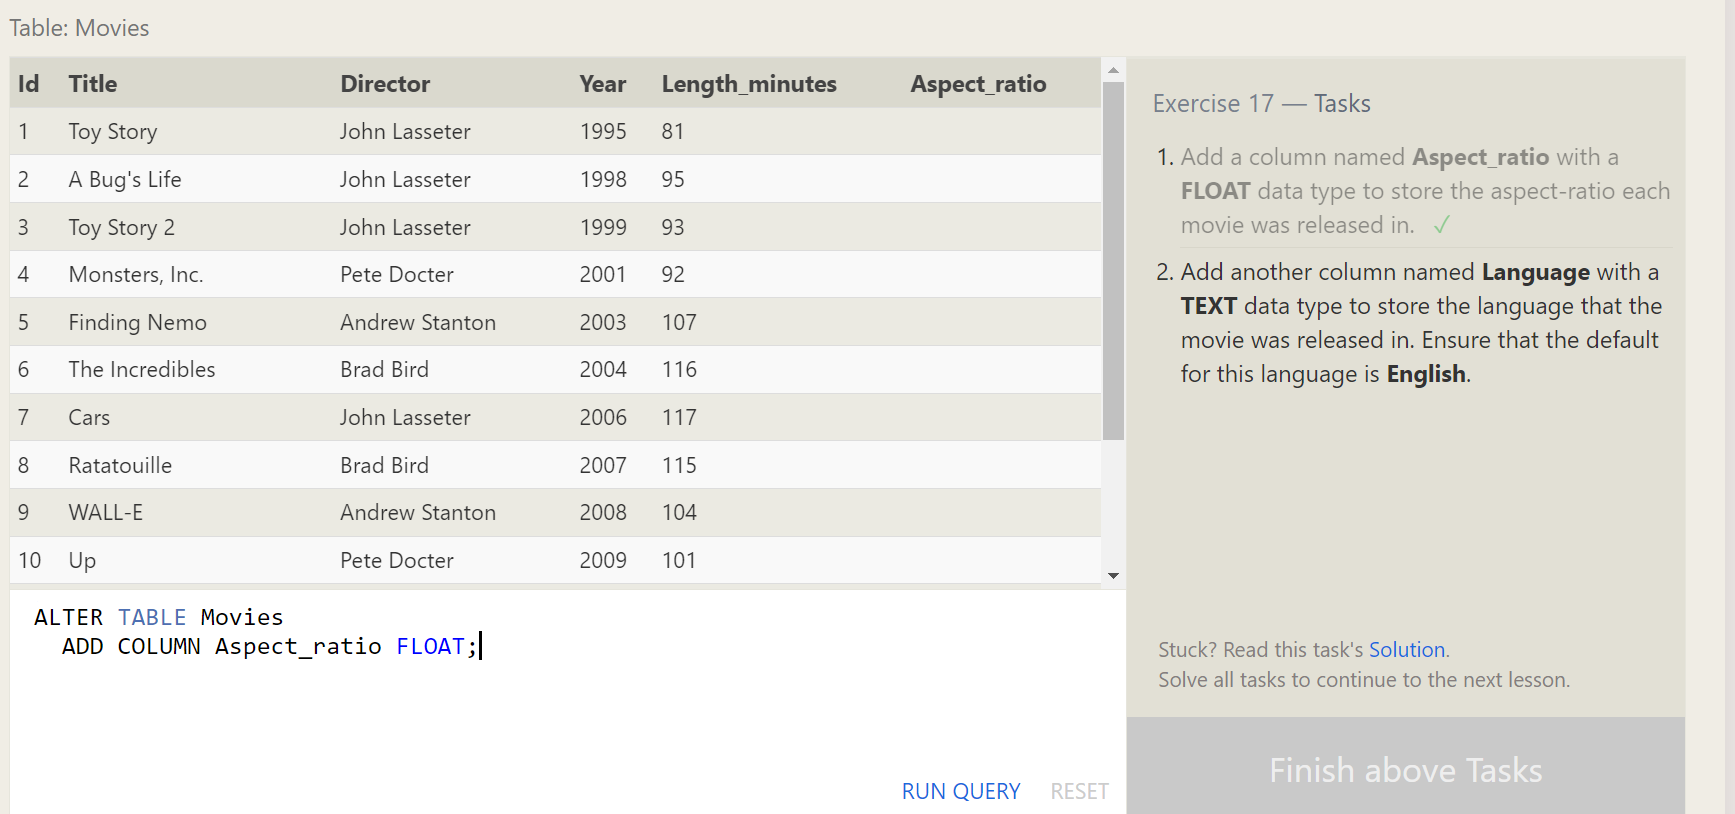 Table: Movies
Id Title Director Year Length_minutes Aspect_ratio
1 Toy Story John Lasseter 1995 81
2 A Bug's Life John Lasseter 1998 95
3 Toy Story 2 John Lasseter 1999 93
4 Monsters, Inc. Pete Docter 2001 92
5 Finding Nemo Andrew Stanton 2003 107
6 The Incredibles Brad Bird 2004 116
7 Cars John Lasseter 2006 117
8 Ratatouille Brad Bird 2007 115
9 WALL-E Andrew Stanton 2008 104
10 Up Pete Docter 2009 101
ALTER TABLE Movies
ADD COLUMN Aspect_ratio FLOAT;
RUN QUERY RESET
Exercise 17 — Tasks
1. Add a column named Aspect_ratio with a
FLOAT data type to store the aspect-ratio each
movie was released in. ✓
2. Add another column named Language with a
TEXT data type to store the language that the
movie was released in. Ensure that the default
for this language is English.
Stuck? Read this task's Solution.
Solve all tasks to continue to the next lesson.
Finish above Tasks